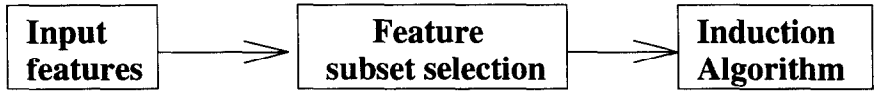 Input
features
Feature
subset selection
Induction
Algorithm